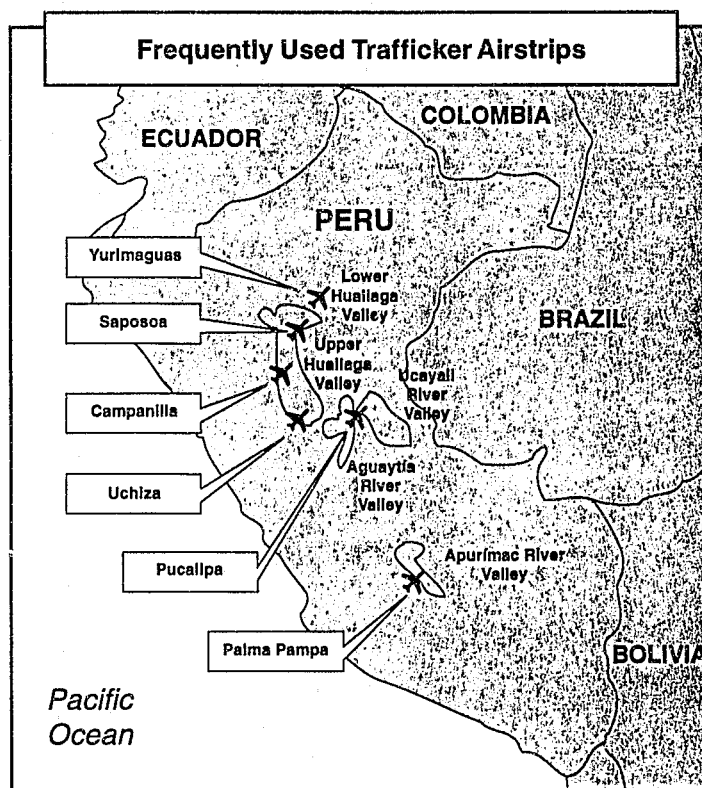 Frequently Used Trafficker Airstrips
COLOMBIA
ECUADOR
PERU
Yurimaguas
Lower
Huallaga
Valley
Saposoa
BRAZIL
Upper
Huallaga
Valley
Ucayali
River
Valley
Campanilla
Aguaytia
River
Valley
Uchiza
Pucallpa
Apurimac River
Valley
Palma Pampa
BOLIVIA
Pacific
Ocean